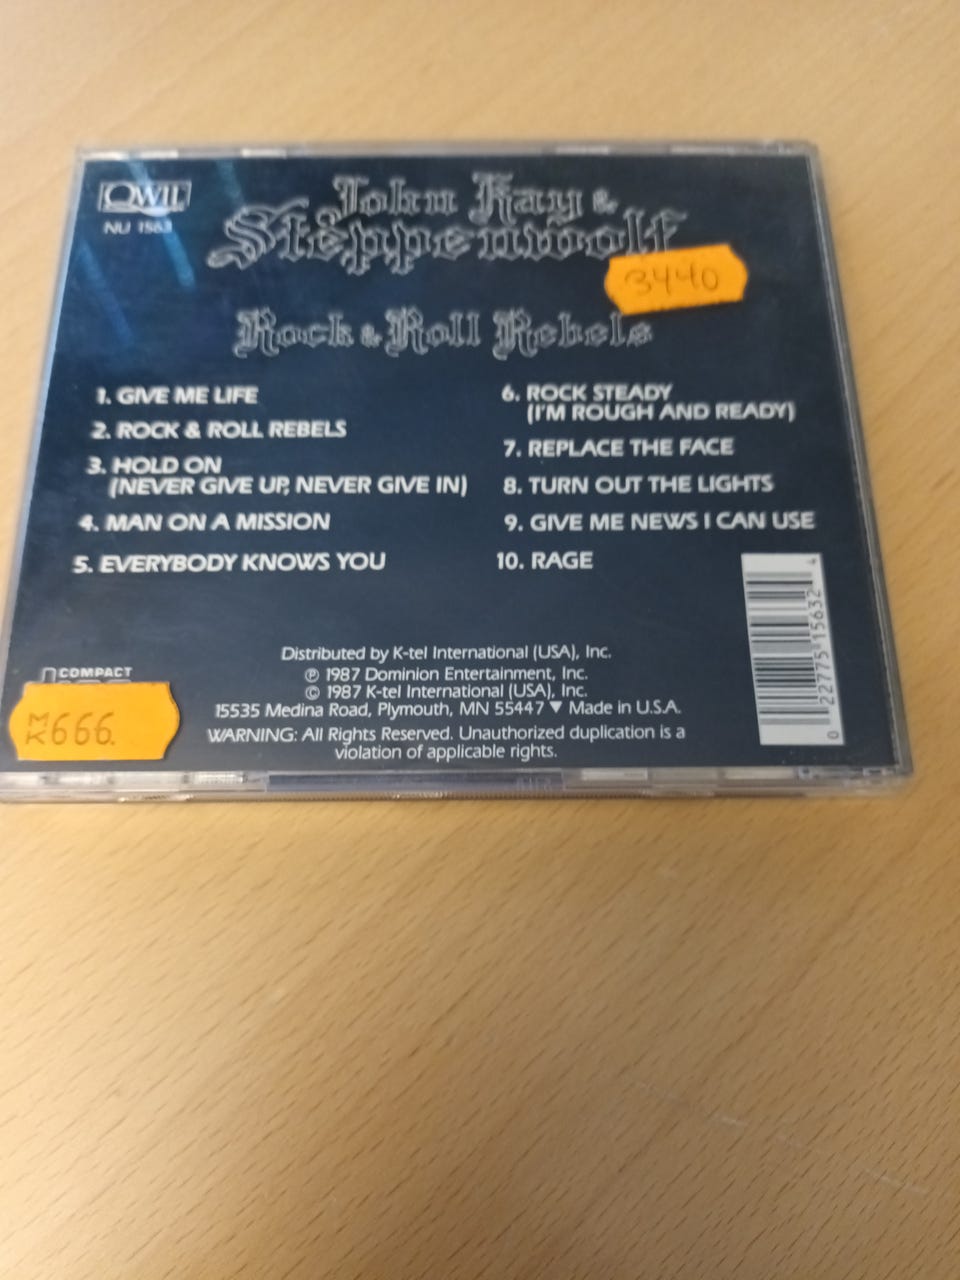 QWIL
NU 1563
John Kay &
Steppenwolf
3440
Rock & Roll Rebels
1. GIVE ME LIFE
2. ROCK & ROLL REBELS
3. HOLD ON
(NEVER GIVE UP, NEVER GIVE IN)
4. MAN ON A MISSION
5. EVERYBODY KNOWS YOU
6. ROCK STEADY
(I'M ROUGH AND READY)
7. REPLACE THE FACE
8. TURN OUT THE LIGHTS
9. GIVE ME NEWS I CAN USE
10. RAGE
0 22775 15632 4
Distributed by K-tel International (USA), Inc.
℗ 1987 Dominion Entertainment, Inc.
© 1987 K-tel International (USA), Inc.
15535 Medina Road, Plymouth, MN 55447 ▼ Made in U.S.A.
WARNING: All Rights Reserved. Unauthorized duplication is a
violation of applicable rights.
COMPACT
MK666.